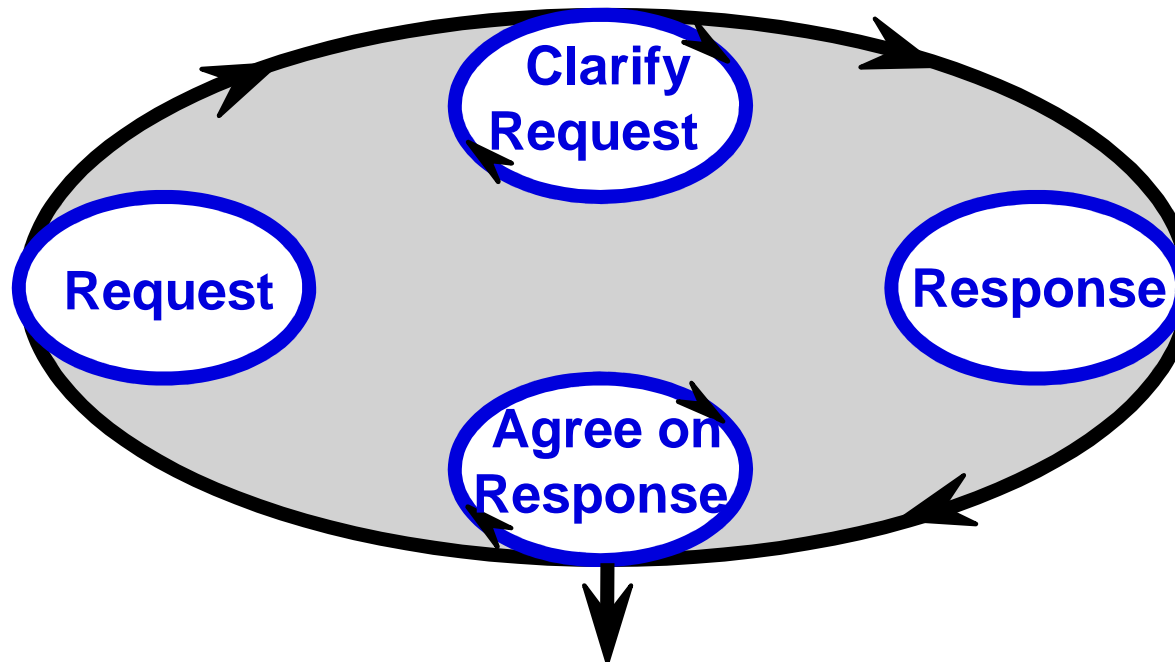 Clarify
Request
Request
Response
Agree on
Response